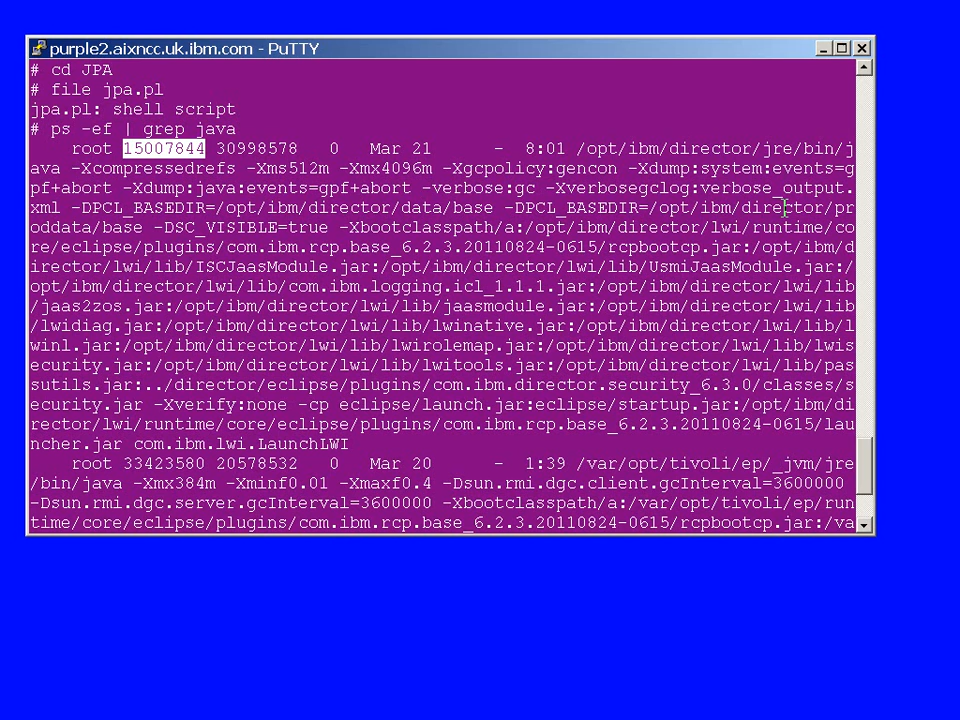 purple2.aixncc.uk.ibm.com - PuTTY
# cd JPA
# file jpa.pl
jpa.pl: shell script
# ps -ef | grep java
    root 15007844 30998578   0   Mar 21      -  8:01 /opt/ibm/director/jre/bin/j
ava -Xcompressedrefs -Xms512m -Xmx4096m -Xgcpolicy:gencon -Xdump:system:events=g
pf+abort -Xdump:java:events=gpf+abort -verbose:gc -Xverbosegclog:verbose_output.
xml -DPCL_BASEDIR=/opt/ibm/director/data/base -DPCL_BASEDIR=/opt/ibm/director/pr
oddata/base -DSC_VISIBLE=true -Xbootclasspath/a:/opt/ibm/director/lwi/runtime/co
re/eclipse/plugins/com.ibm.rcp.base_6.2.3.20110824-0615/rcpbootcp.jar:/opt/ibm/d
irector/lwi/lib/ISCJaasModule.jar:/opt/ibm/director/lwi/lib/UsmiJaasModule.jar:/
opt/ibm/director/lwi/lib/com.ibm.logging.icl_1.1.1.jar:/opt/ibm/director/lwi/lib
/jaas2zos.jar:/opt/ibm/director/lwi/lib/jaasmodule.jar:/opt/ibm/director/lwi/lib
/lwidiag.jar:/opt/ibm/director/lwi/lib/lwinative.jar:/opt/ibm/director/lwi/lib/l
winl.jar:/opt/ibm/director/lwi/lib/lwirolemap.jar:/opt/ibm/director/lwi/lib/lwis
ecurity.jar:/opt/ibm/director/lwi/lib/lwitools.jar:/opt/ibm/director/lwi/lib/pas
sutils.jar:../director/eclipse/plugins/com.ibm.director.security_6.3.0/classes/s
ecurity.jar -Xverify:none -cp eclipse/launch.jar:eclipse/startup.jar:/opt/ibm/di
rector/lwi/runtime/core/eclipse/plugins/com.ibm.rcp.base_6.2.3.20110824-0615/lau
ncher.jar com.ibm.lwi.LaunchLWI
    root 33423580 20578532   0   Mar 20      -  1:39 /var/opt/tivoli/ep/_jvm/jre
/bin/java -Xmx384m -Xminf0.01 -Xmaxf0.4 -Dsun.rmi.dgc.client.gcInterval=3600000
-Dsun.rmi.dgc.server.gcInterval=3600000 -Xbootclasspath/a:/var/opt/tivoli/ep/run
time/core/eclipse/plugins/com.ibm.rcp.base_6.2.3.20110824-0615/rcpbootcp.jar:/va